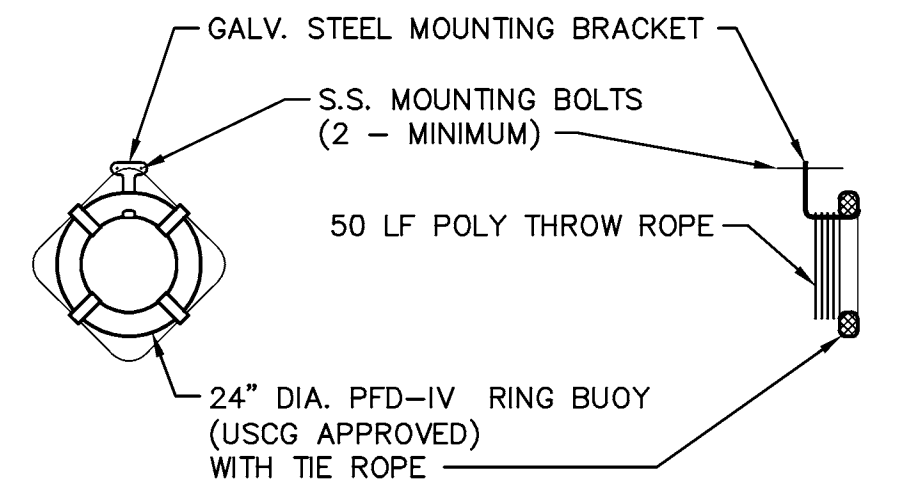 GALV. STEEL MOUNTING BRACKET
S.S. MOUNTING BOLTS
(2 - MINIMUM)
50 LF POLY THROW ROPE
24" DIA. PFD-IV RING BUOY
(USCG APPROVED)
WITH TIE ROPE